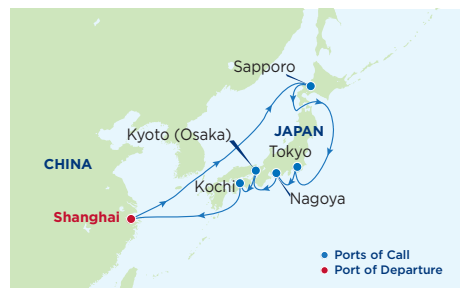 Sapporo
Kyoto (Osaka)
JAPAN
Tokyo
CHINA
Kochi
Nagoya
Shanghai
Ports of Call
Port of Departure